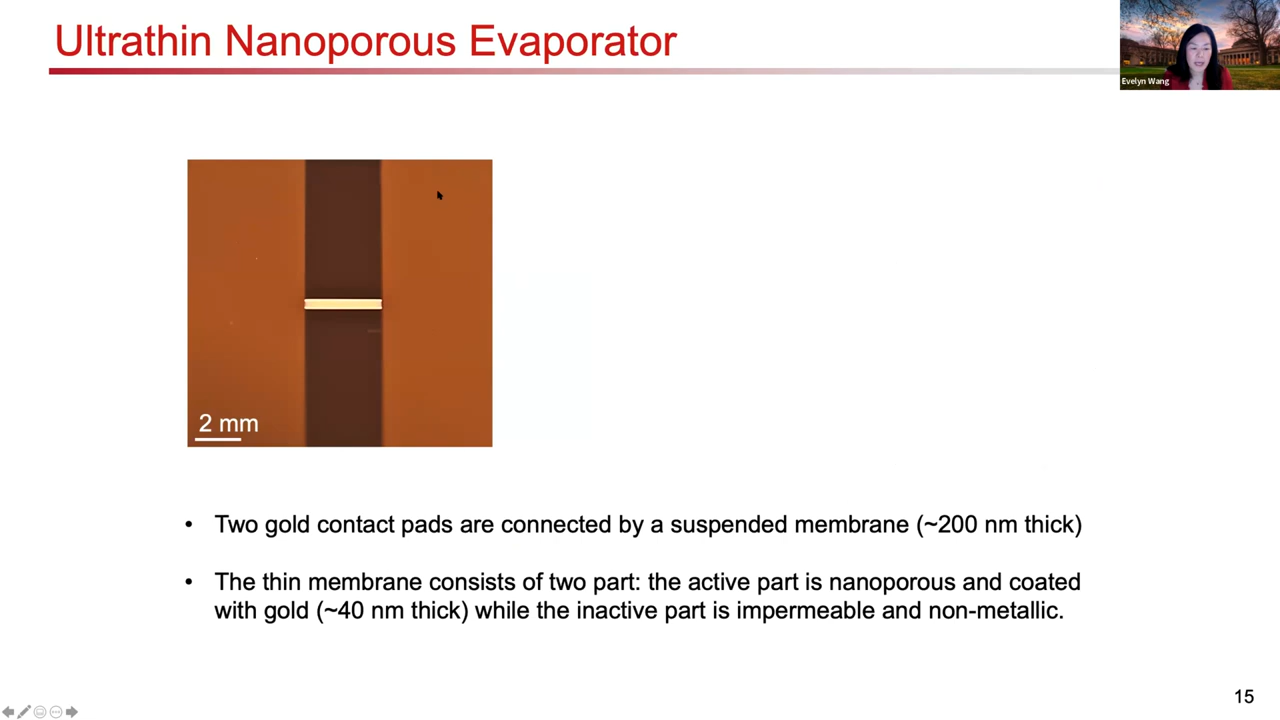 Ultrathin Nanoporous Evaporator
Evelyn Wang
2 mm
• Two gold contact pads are connected by a suspended membrane (~200 nm thick)
• The thin membrane consists of two part: the active part is nanoporous and coated
with gold (~40 nm thick) while the inactive part is impermeable and non-metallic.
15